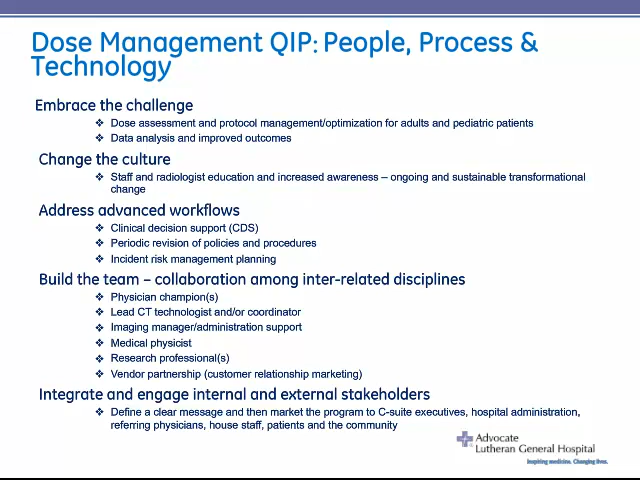 Dose Management QIP: People, Process &
Technology
Embrace the challenge
❖ Dose assessment and protocol management/optimization for adults and pediatric patients
❖ Data analysis and improved outcomes
Change the culture
❖ Staff and radiologist education and increased awareness – ongoing and sustainable transformational
change
Address advanced workflows
❖ Clinical decision support (CDS)
❖ Periodic revision of policies and procedures
❖ Incident risk management planning
Build the team – collaboration among inter-related disciplines
❖ Physician champion(s)
❖ Lead CT technologist and/or coordinator
❖ Imaging manager/administration support
❖ Medical physicist
❖ Research professional(s)
❖ Vendor partnership (customer relationship marketing)
Integrate and engage internal and external stakeholders
❖ Define a clear message and then market the program to C-suite executives, hospital administration,
referring physicians, house staff, patients and the community
Advocate
Lutheran General Hospital
Inspiring medicine. Changing lives.